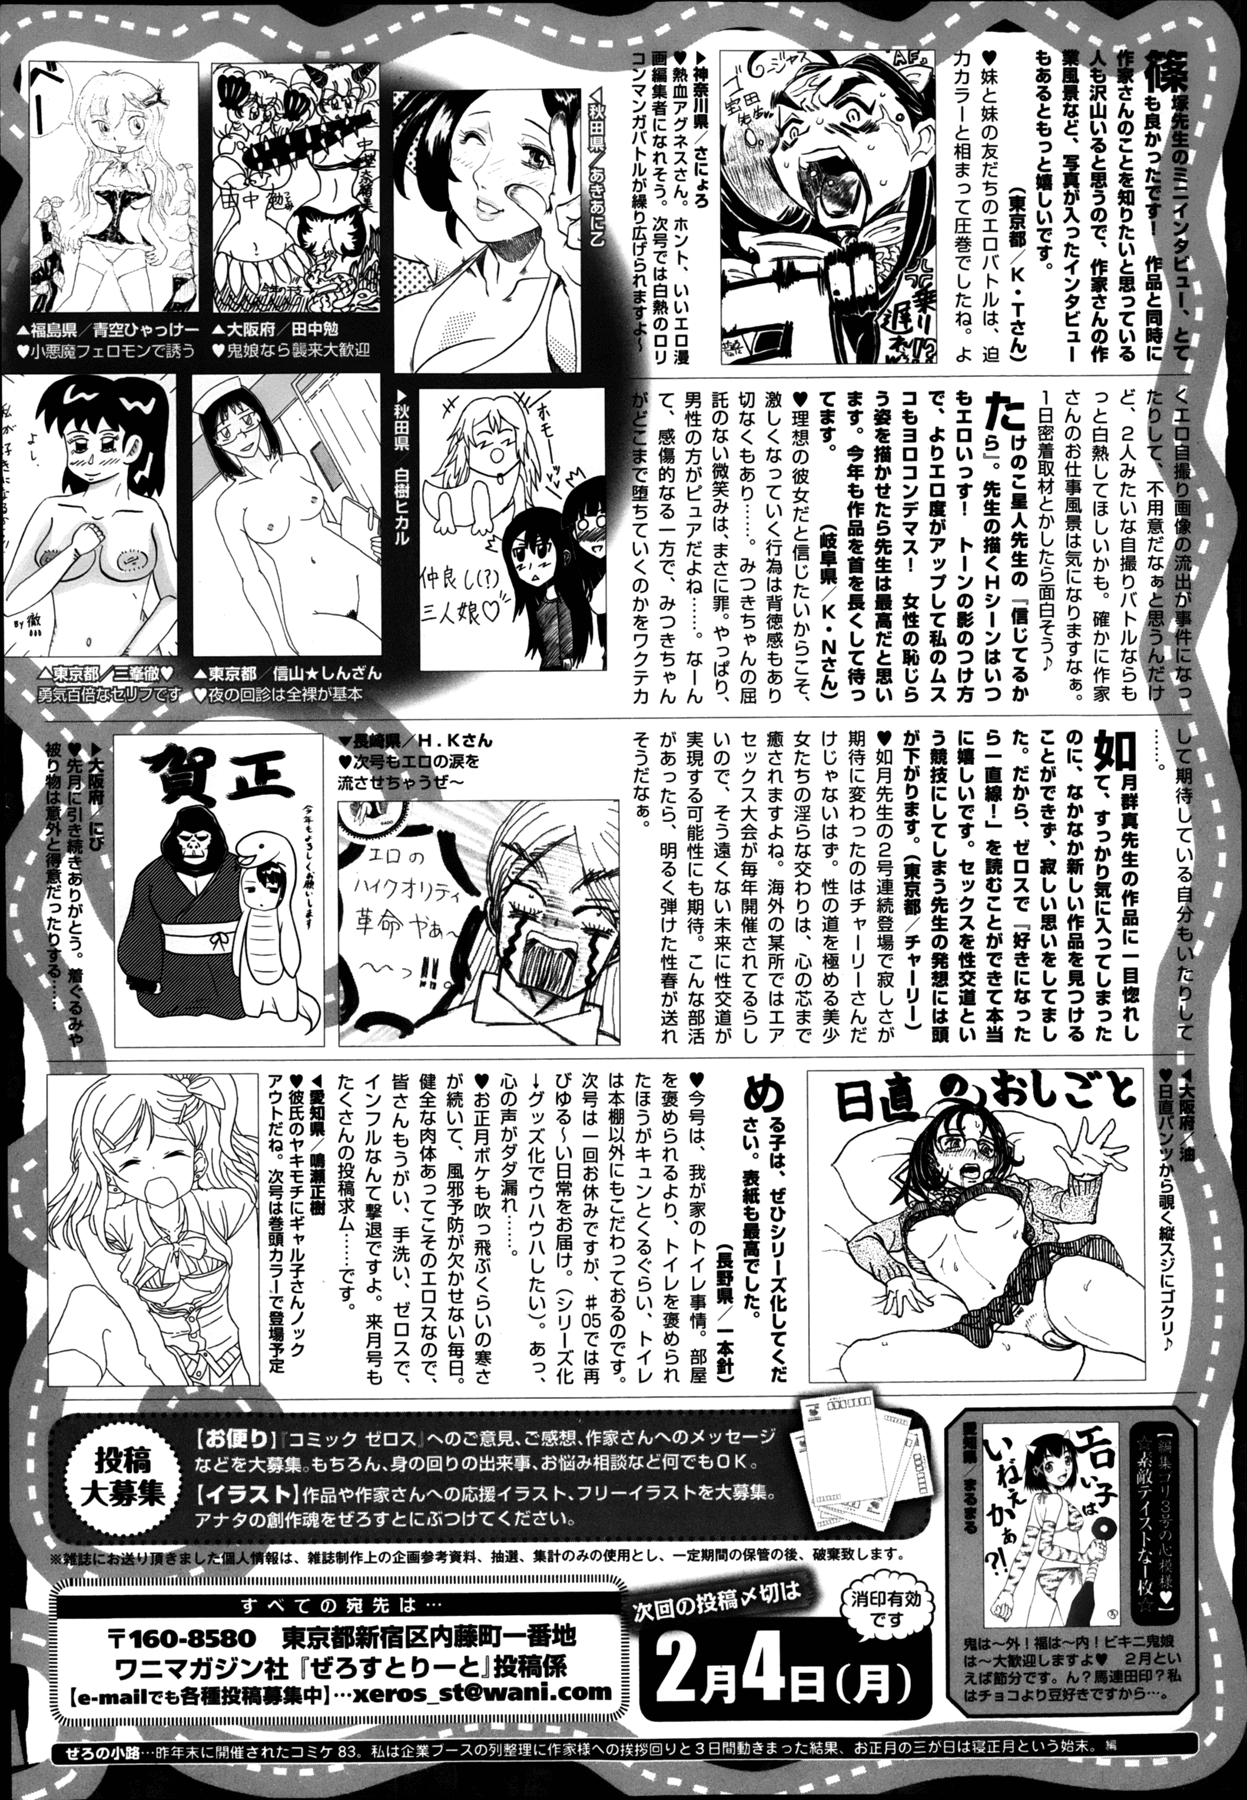 篠塚先生のミニインタビュー、とて
も良かったです！　作品と同時に
作家さんのことを知りたいと思っている
人も沢山いると思うので、作家さんの作
業風景など、写真が入ったインタビュー
もあるともっと嬉しいです。
（東京都／K・Tさん）
♥妹と妹の友だちのエロバトルは、迫
力カラーと相まって圧巻でしたね。よ
くエロ自撮り画像の流出が事件になっ
たりして、不用意だなぁと思うんだけ
ど、２人みたいな自撮りバトルならも
っと白熱してほしいかも。確かに作家
さんのお仕事風景は気になりますなぁ。
１日密着取材とかしたら面白そう♪
▶神奈川県／さにょろ
♥熱血アグネスさん。ホント、いいエロ漫
画編集者になれそう。次号では白熱のロリ
コンマンガバトルが繰り広げられますよ～
◀秋田県／あきあに乙
▲大阪府／田中勉
♥鬼娘なら襲来大歓迎
▲福島県／青空ひゃっけー
♥小悪魔フェロモンで誘う
田中勉
たけのこ星人先生の『信じてるか
ら』。先生の描くＨシーンはいつ
もエロいっす！　トーンの影のつけ方
で、よりエロ度がアップして私のムス
コもヨロコンデマス！　女性の恥じら
う姿を描かせたら先生は最高だと思い
ます。今年も作品を首を長くして待っ
てます。
（岐阜県／K・Nさん）
♥理想の彼女だと信じたいからこそ、
激しくなっていく行為は背徳感もあり
切なくもあり……。みつきちゃんの屈
託のない微笑みは、まさに罪。やっぱり、
男性の方がピュアだよね……。なーん
て、感傷的なる一方で、みつきちゃん
がどこまで堕ちていくのかをワクテカ
して期待している自分もいたりして
……。
ホモー
仲良し(?)
三人娘♡
▶秋田県　白樹ヒカル
▲東京都／信山★しんざん
♥夜の回診は全裸が基本
▲東京都／三峯徹♥
勇気百倍なセリフです
By 徹
如月群真先生の作品に一目惚れし
て、すっかり気に入ってしまった
のに、なかなか新しい作品を見つける
ことができず、寂しい思いをしてまし
た。だから、ゼロスで『好きになった
ら一直線！』を読むことができて本当
に嬉しいです。セックスを性交道とい
う競技にしてしまう先生の発想には頭
が下がります。（東京都／チャーリー）
♥如月先生の２号連続登場で寂しさが
期待に変わったのはチャーリーさんだ
けじゃないはず。性の道を極める美少
女たちの淫らな交わりは、心の芯まで
癒されますよね。海外の某所ではエア
セックス大会が毎年開催されてるらし
いので、そう遠くない未来に性交道が
実現する可能性にも期待。こんな部活
があったら、明るく弾けた性春が送れ
そうだなぁ。
▼長崎県／H．Kさん
♥次号もエロの涙を
流させちゃうぜ～
エロの
ハイクオリティ
革命やぁ～
～～っ!!
賀正
今年もよろしくお願いします
▶大阪府／にび
♥先月に引き続きありがとう。着ぐるみや
被り物は意外と得意だったりする……
◀大阪府／油
♥日直パンツから覗く縦スジにゴクリ♪
日直のおしごと
める子は、ぜひシリーズ化してくだ
さい。表紙も最高でした。
（長野県／一本針）
♥今号は、我が家のトイレ事情。部屋
を褒められるより、トイレを褒められ
たほうがキュンとくるぐらい、トイレ
は本棚以外にもこだわっておるのです。
次号は一回お休みですが、＃05では再
びゆる～い日常をお届け。（シリーズ化
→グッズ化でウハウハしたい）。あっ、
心の声がダダ漏れ……。
♥お正月ボケも吹っ飛ぶくらいの寒さ
が続いて、風邪予防が欠かせない毎日。
健全な肉体あってこそのエロスなので、
皆さんもうがい、手洗い、ゼロスで、
インフルなんて撃退ですよ。来月号も
たくさんの投稿求ム……です。
◀愛知県／鳴瀬正樹
♥彼氏のヤキモチにギャル子さんノック
アウトだね。次号は巻頭カラーで登場予定
投稿
大募集
【お便り】『コミック ゼロス』へのご意見、ご感想、作家さんへのメッセージ
などを大募集。もちろん、身の回りの出来事、お悩み相談など何でもＯＫ。
【イラスト】作品や作家さんへの応援イラスト、フリーイラストを大募集。
アナタの創作魂をぜろすとにぶつけてください。
※雑誌にお送り頂きました個人情報は、雑誌制作上の企画参考資料、抽選、集計のみの使用とし、一定期間の保管の後、破棄致します。
【編集コリ３号の心模様♥】
☆素敵テイストな一枚☆
エロい子は
いねぇかぁ?!
愛知県／まるまる
鬼は～外！福は～内！ビキニ鬼娘
は～大歓迎しますよ♥　２月とい
えば節分です。ん？馬連田印？私
はチョコより豆好きですから…。
すべての宛先は…
〒160-8580　東京都新宿区内藤町一番地
ワニマガジン社『ぜろすとりーと』投稿係
【e-mailでも各種投稿募集中】…xeros_st@wani.com
次回の投稿〆切は
消印有効
です
2月4日（月）
ぜろの小路…昨年末に開催されたコミケ83。私は企業ブースの列整理に作家様への挨拶回りと３日間動きまった結果、お正月の三が日は寝正月という始末。編